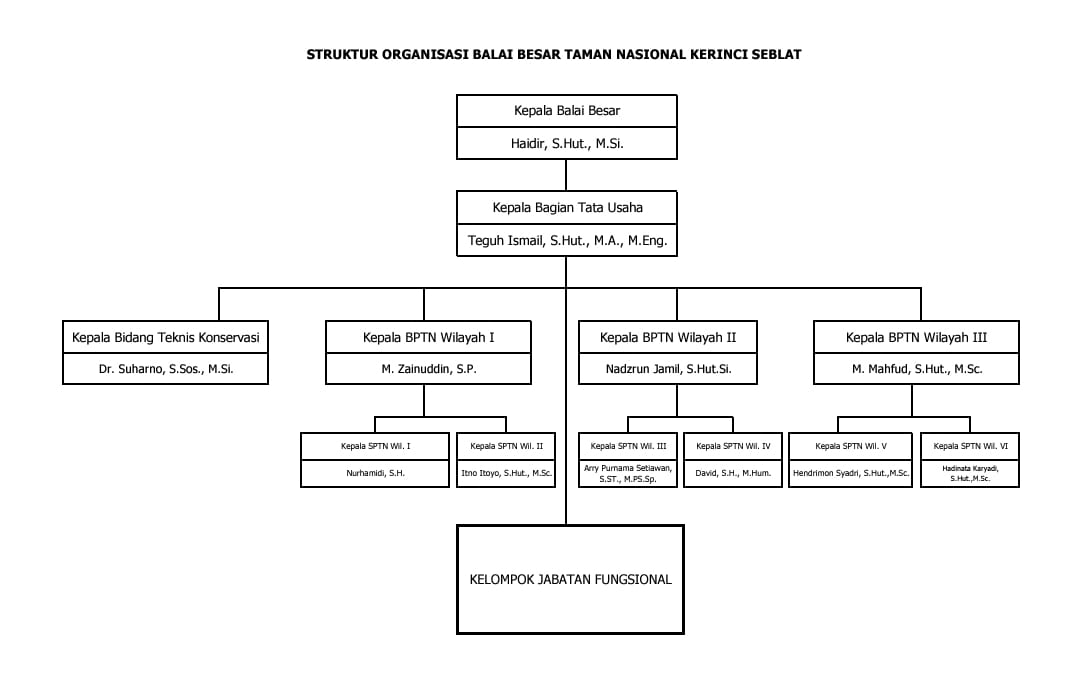 STRUKTUR ORGANISASI BALAI BESAR TAMAN NASIONAL KERINCI SEBLAT
Kepala Balai Besar
Haidir, S.Hut., M.Si.
Kepala Bagian Tata Usaha
Teguh Ismail, S.Hut., M.A., M.Eng.
Kepala Bidang Teknis Konservasi
Dr. Suharno, S.Sos., M.Si.
Kepala BPTN Wilayah I
M. Zainuddin, S.P.
Kepala BPTN Wilayah II
Nadzrun Jamil, S.Hut.Si.
Kepala BPTN Wilayah III
M. Mahfud, S.Hut., M.Sc.
Kepala SPTN Wil. I
Nurhamidi, S.H.
Kepala SPTN Wil. II
Itno Itoyo, S.Hut., M.Sc.
Kepala SPTN Wil. III
Arry Purnama Setiawan,
S.ST., M.PS.Sp.
Kepala SPTN Wil. IV
David, S.H., M.Hum.
Kepala SPTN Wil. V
Hendrimon Syadri, S.Hut.,M.Sc.
Kepala SPTN Wil. VI
Hadinata Karyadi,
S.Hut.,M.Sc.
KELOMPOK JABATAN FUNGSIONAL